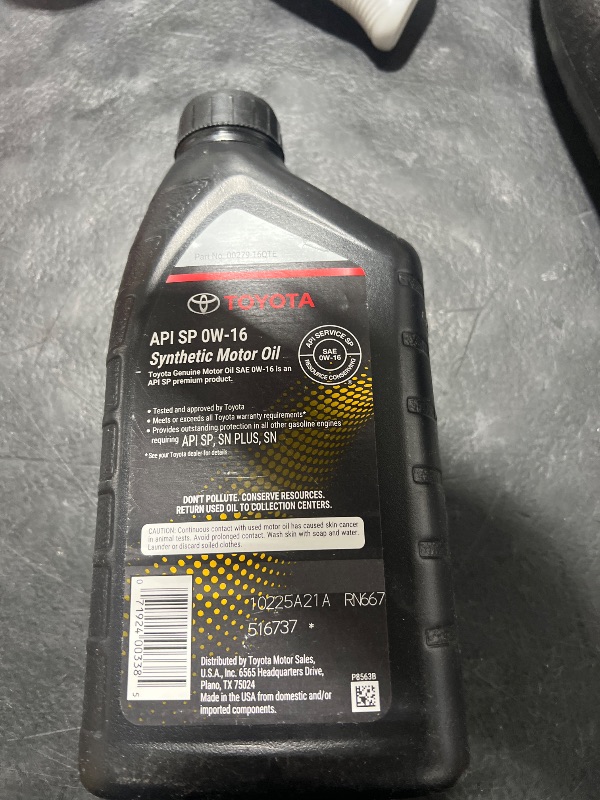 Part No: 00279-16QTE
TOYOTA
API SP 0W-16
Synthetic Motor Oil
Toyota Genuine Motor Oil SAE 0W-16 is an
API SP premium product.
API SERVICE SP
SAE
0W-16
RESOURCE CONSERVING
• Tested and approved by Toyota
• Meets or exceeds all Toyota warranty requirements*
• Provides outstanding protection in all other gasoline engines
requiring API SP, SN PLUS, SN
*See your Toyota dealer for details
DON'T POLLUTE. CONSERVE RESOURCES.
RETURN USED OIL TO COLLECTION CENTERS.
CAUTION: Continuous contact with used motor oil has caused skin cancer
in animal tests. Avoid prolonged contact. Wash skin with soap and water.
Launder or discard soiled clothes.
0 71924 00338 5
10225A21A RN667
516737 *
Distributed by Toyota Motor Sales,
U.S.A., Inc. 6565 Headquarters Drive,
Plano, TX 75024
Made in the USA from domestic and/or
imported components.
P8563B